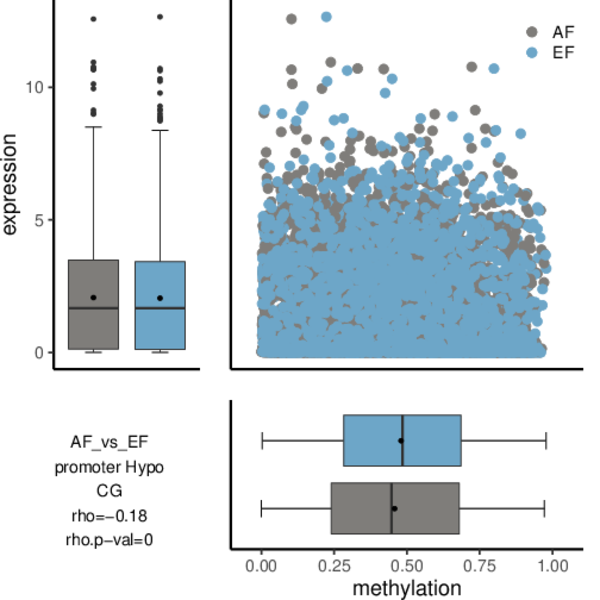 expression
10
5
0
AF
EF
AF_vs_EF
promoter Hypo
CG
rho=−0.18
rho.p−val=0
0.00 0.25 0.50 0.75 1.00
methylation